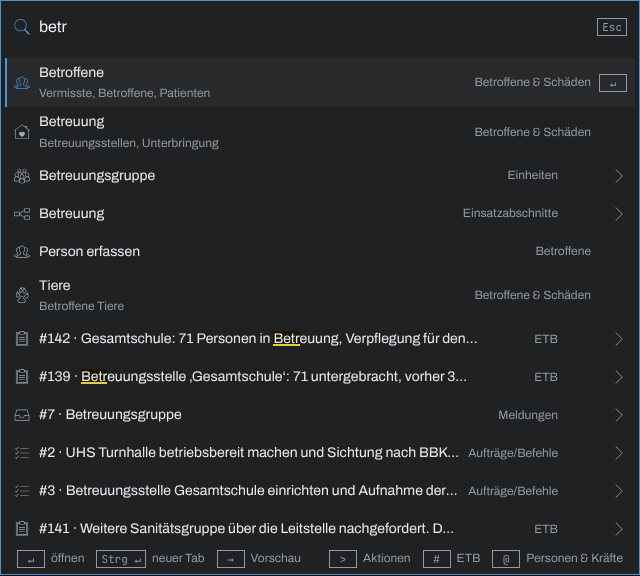 betr Esc
Betroffene
Vermisste, Betroffene, Patienten
Betroffene & Schäden ↵
Betreuung
Betreuungsstellen, Unterbringung
Betroffene & Schäden
Betreuungsgruppe Einheiten
Betreuung Einsatzabschnitte
Person erfassen Betroffene
Tiere
Betroffene Tiere
Betroffene & Schäden
#142 · Gesamtschule: 71 Personen in Betreuung, Verpflegung für den… ETB
#139 · Betreuungsstelle ‚Gesamtschule‘: 71 untergebracht, vorher 3… ETB
#7 · Betreuungsgruppe Meldungen
#2 · UHS Turnhalle betriebsbereit machen und Sichtung nach BBK… Aufträge/Befehle
#3 · Betreuungsstelle Gesamtschule einrichten und Aufnahme der… Aufträge/Befehle
#141 · Weitere Sanitätsgruppe über die Leitstelle nachgefordert. D… ETB
↵ öffnen Strg ↵ neuer Tab → Vorschau > Aktionen # ETB @ Personen & Kräfte